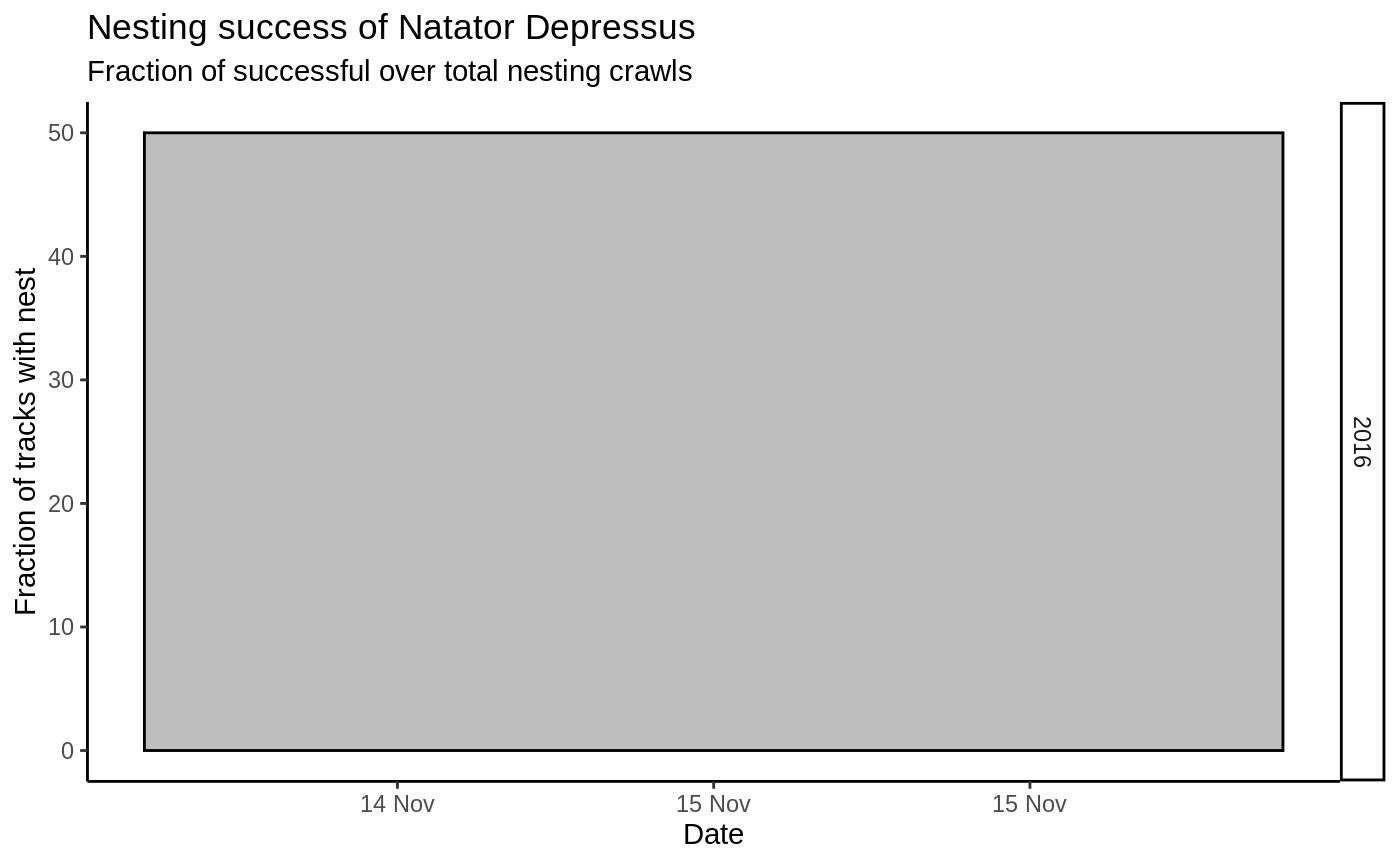 Nesting success of Natator Depressus
Fraction of successful over total nesting crawls
Fraction of tracks with nest
50
40
30
20
10
0
2016
14 Nov
15 Nov
15 Nov
Date